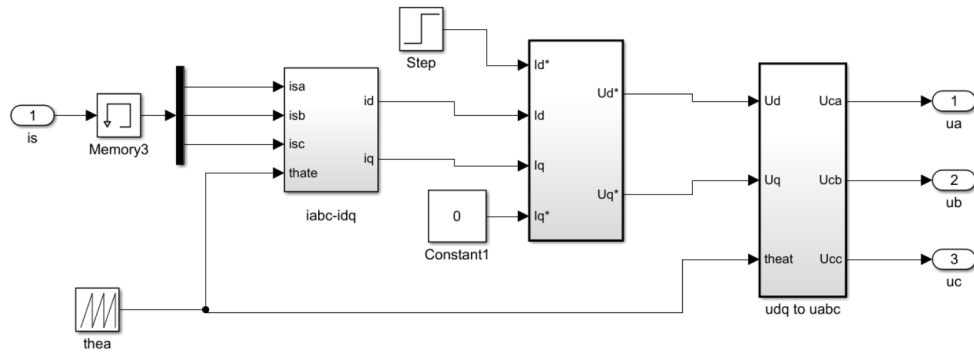 1
is
Memory3
isa
isb
isc
thate
id
iq
iabc-idq
thea
Step
0
Constant1
Id*
Id
Iq
Iq*
Ud*
Uq*
Ud
Uq
theat
Uca
Ucb
Ucc
udq to uabc
1
ua
2
ub
3
uc